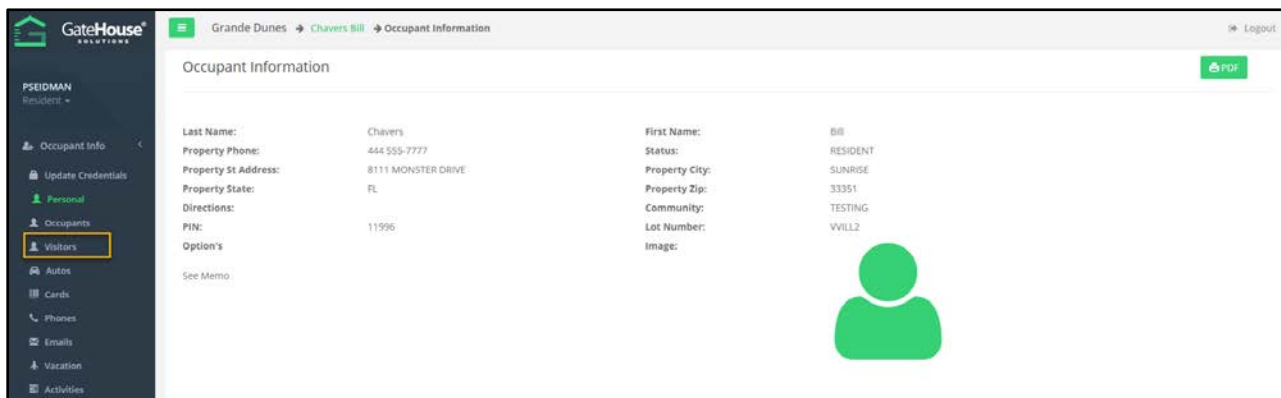 GateHouse®
SOLUTIONS
Grande Dunes → Chavers Bill → Occupant Information
Logout
PSEIDMAN
Resident
Occupant Info
Update Credentials
Personal
Occupants
Visitors
Autos
Cards
Phones
Emails
Vacation
Activities
Occupant Information
PDF
Last Name: Chavers First Name: Bill
Property Phone: 444 555-7777 Status: RESIDENT
Property St Address: 8111 MONSTER DRIVE Property City: SUNRISE
Property State: FL Property Zip: 33351
Directions: Community: TESTING
PIN: 11996 Lot Number: VVILL2
Option's Image:
See Memo